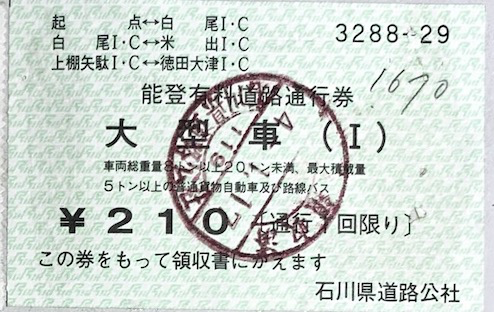 起　　点↔白　尾I・C
白　尾I・C↔米　出I・C
上棚矢駄I・C↔徳田大津I・C
3288-29
1670
能登有料道路通行券
大型車(I)
車両総重量8トン以上20トン未満、最大積載量
5トン以上の普通貨物自動車及び路線バス
￥210〔通行1回限り〕
この券をもって領収書にかえます
石川県道路公社